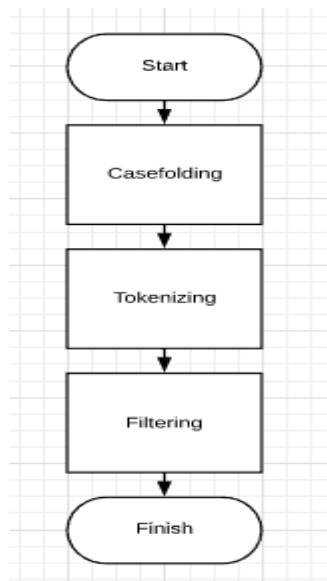 Start
Casefolding
Tokenizing
Filtering
Finish